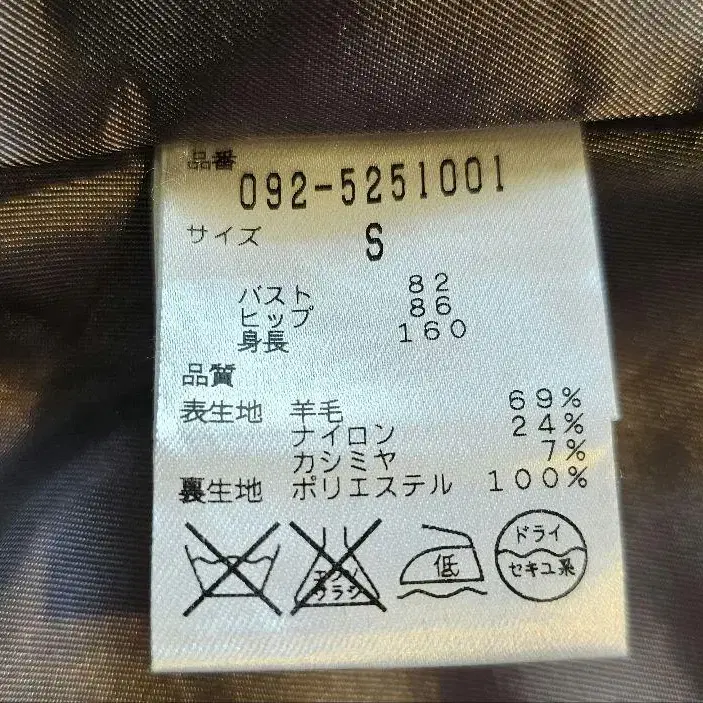 品番
092-5251001
サイズ S
バスト 82
ヒップ 86
身長 160
品質
表生地 羊毛 69%
ナイロン 24%
カシミヤ 7%
裏生地 ポリエステル 100%
エンソ
サラシ
低
ドライ
セキユ系